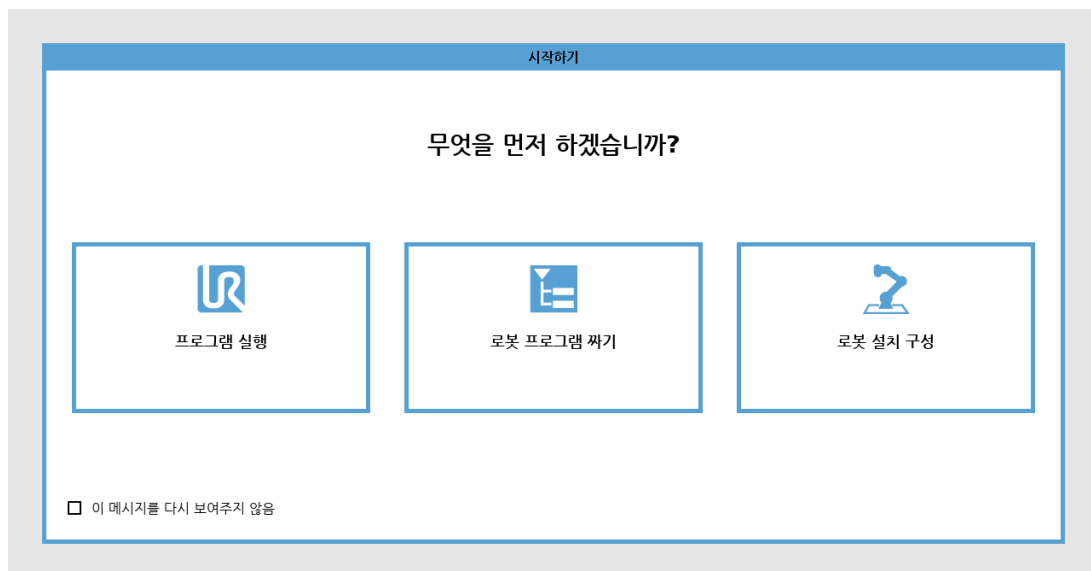 시작하기
무엇을 먼저 하겠습니까?
프로그램 실행
로봇 프로그램 짜기
로봇 설치 구성
이 메시지를 다시 보여주지 않음